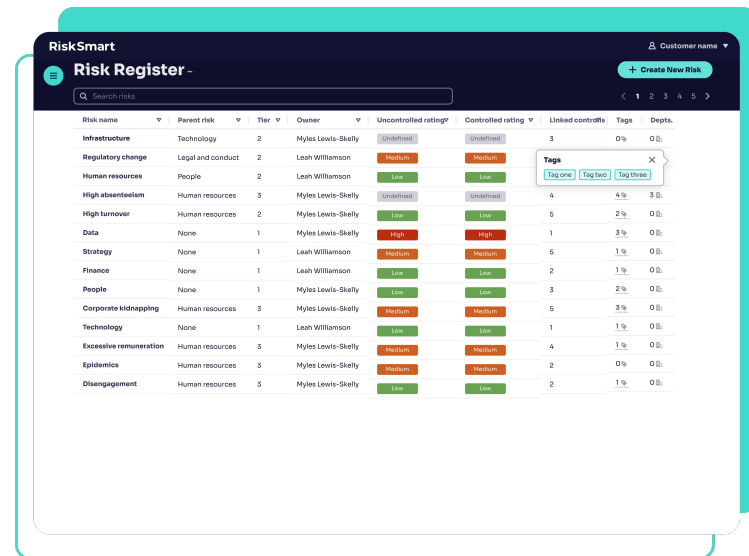 RiskSmart
Customer name
Risk Register -
+ Create New Risk
Search risks
1 2 3 4 5
Risk name Parent risk Tier Owner Uncontrolled rating Controlled rating Linked controls Tags Depts.
Infrastructure Technology 2 Myles Lewis-Skelly Undefined Undefined 3 0 0
Regulatory change Legal and conduct 2 Leah Williamson Medium Medium
Tags
Human resources People 2 Myles Lewis-Skelly Low Low
Tag one Tag two Tag three
High absenteeism Human resources 3 Myles Lewis-Skelly Undefined Undefined 4 4 3
High turnover Human resources 2 Myles Lewis-Skelly Low Low 5 2 0
Data None 1 Myles Lewis-Skelly High High 1 3 0
Strategy None 1 Leah Williamson Medium Medium 5 1 0
Finance None 1 Leah Williamson Low Low 2 1 0
People None 1 Myles Lewis-Skelly Low Low 3 2 0
Corporate kidnapping Human resources 3 Myles Lewis-Skelly Medium Medium 5 3 0
Technology None 1 Leah Williamson Low Low 1 1 0
Excessive remuneration Human resources 3 Myles Lewis-Skelly Medium Medium 4 1 0
Epidemics Human resources 3 Myles Lewis-Skelly Medium Medium 2 0 0
Disengagement Human resources 3 Myles Lewis-Skelly Low Low 2 1 0